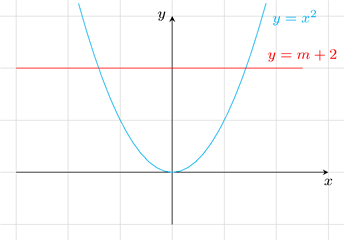 y
y = x²
y = m + 2
x